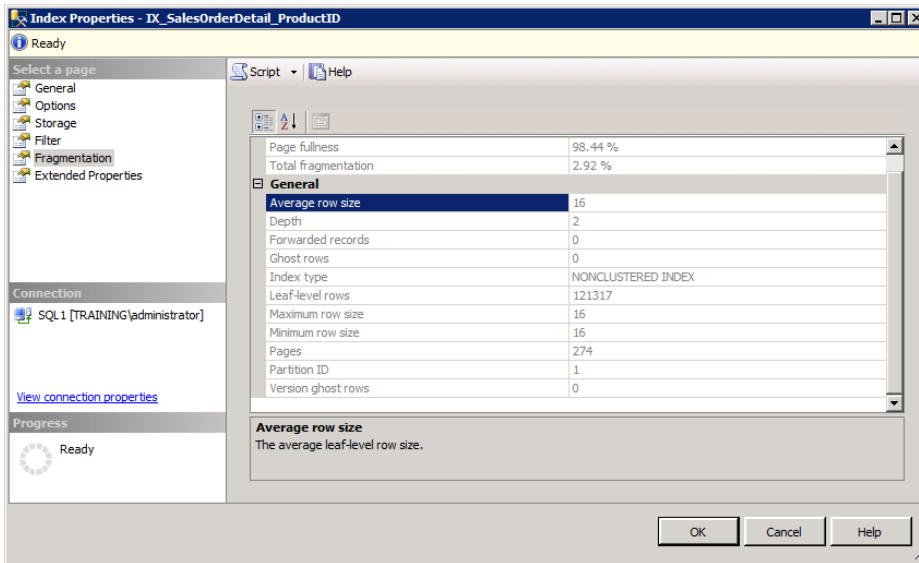 Index Properties - IX_SalesOrderDetail_ProductID
Ready
Select a page
General
Options
Storage
Filter
Fragmentation
Extended Properties
Connection
SQL1 [TRAINING\administrator]
View connection properties
Progress
Ready
Script Help
Page fullness 98.44 %
Total fragmentation 2.92 %
General
Average row size 16
Depth 2
Forwarded records 0
Ghost rows 0
Index type NONCLUSTERED INDEX
Leaf-level rows 121317
Maximum row size 16
Minimum row size 16
Pages 274
Partition ID 1
Version ghost rows 0
Average row size
The average leaf-level row size.
OK Cancel Help